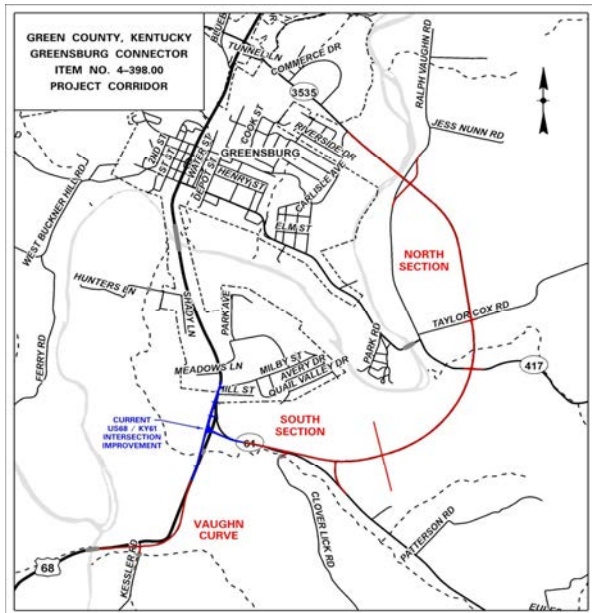 GREEN COUNTY, KENTUCKY
GREENSBURG CONNECTOR
ITEM NO. 4-398.00
PROJECT CORRIDOR
TUNNEL LN
COMMERCE DR
RALPH VAUGHN RD
3535
JESS NUNN RD
RIVERSIDE DR
COOK ST
2ND ST
1ST ST
WATER ST
GREENSBURG
DEPOT ST
HENRY ST
CARLISLE AVE
ELM ST
WEST BUCKNER HILL RD
NORTH
SECTION
HUNTERS LN
SHADY LN
PARK AVE
TAYLOR COX RD
PARK RD
FERRY RD
MEADOWS LN
MILBY ST
AVERY DR
QUAIL VALLEY DR
HILL ST
417
CURRENT
US68 / KY61
INTERSECTION
IMPROVEMENT
SOUTH
SECTION
61
VAUGHN
CURVE
CLOVER LICK RD
PATTERSON RD
68
KESSLER RD